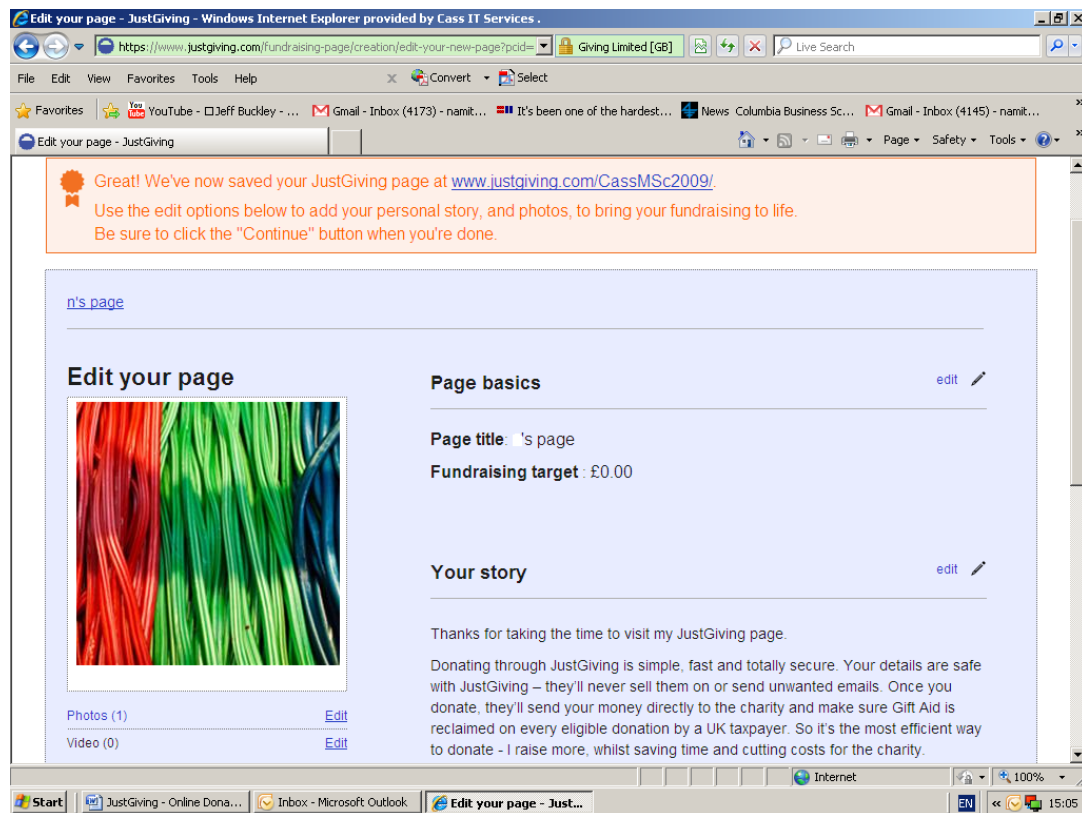 Edit your page - JustGiving - Windows Internet Explorer provided by Cass IT Services .
https://www.justgiving.com/fundraising-page/creation/edit-your-new-page?pcid= Giving Limited [GB] Live Search
File Edit View Favorites Tools Help x Convert Select
Favorites YouTube - Jeff Buckley - ... Gmail - Inbox (4173) - namit... It's been one of the hardest... News Columbia Business Sc... Gmail - Inbox (4145) - namit...
Edit your page - JustGiving Page Safety Tools
Great! We've now saved your JustGiving page at www.justgiving.com/CassMSc2009/.
Use the edit options below to add your personal story, and photos, to bring your fundraising to life.
Be sure to click the "Continue" button when you're done.
n's page
Edit your page
Page basics edit
Page title: 's page
Fundraising target : £0.00
Your story edit
Thanks for taking the time to visit my JustGiving page.
Donating through JustGiving is simple, fast and totally secure. Your details are safe
with JustGiving – they'll never sell them on or send unwanted emails. Once you
donate, they'll send your money directly to the charity and make sure Gift Aid is
reclaimed on every eligible donation by a UK taxpayer. So it's the most efficient way
to donate - I raise more, whilst saving time and cutting costs for the charity.
Photos (1) Edit
Video (0) Edit
Internet 100%
Start JustGiving - Online Dona... Inbox - Microsoft Outlook Edit your page - Just... EN 15:05